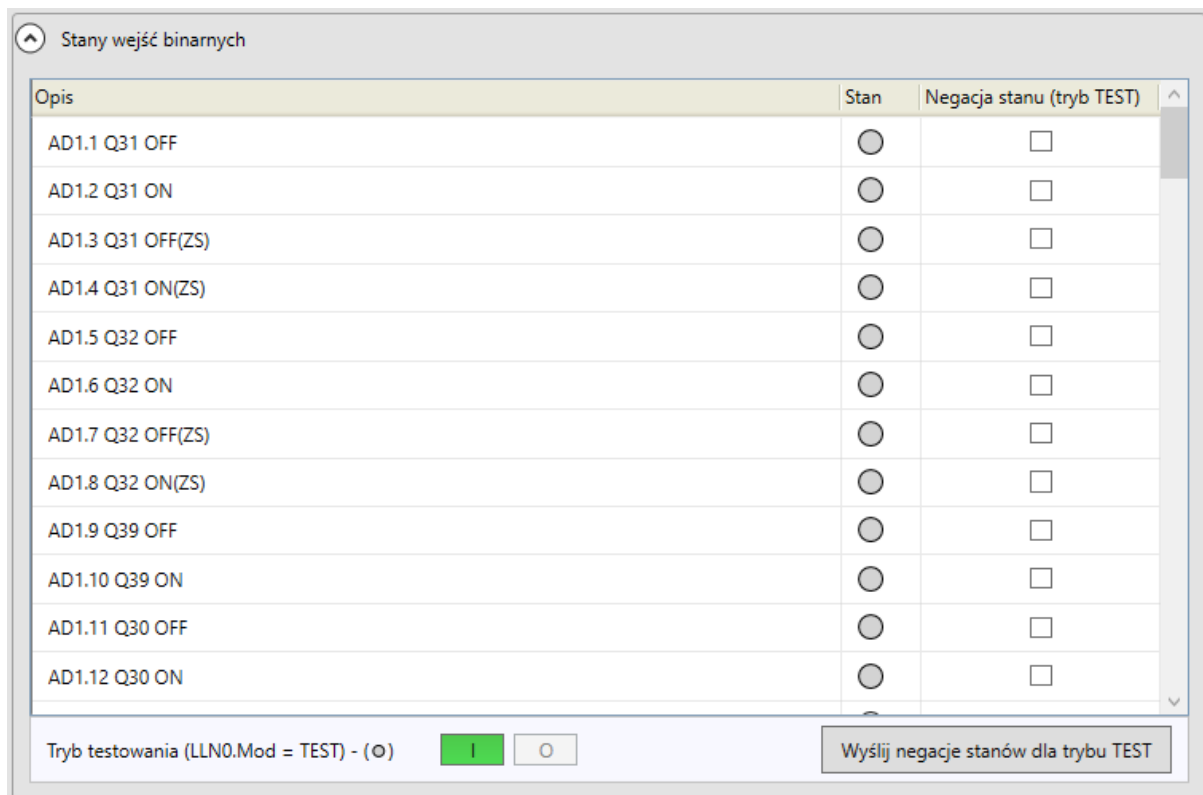 Stany wejść binarnych
Opis Stan Negacja stanu (tryb TEST)
AD1.1 Q31 OFF
AD1.2 Q31 ON
AD1.3 Q31 OFF(ZS)
AD1.4 Q31 ON(ZS)
AD1.5 Q32 OFF
AD1.6 Q32 ON
AD1.7 Q32 OFF(ZS)
AD1.8 Q32 ON(ZS)
AD1.9 Q39 OFF
AD1.10 Q39 ON
AD1.11 Q30 OFF
AD1.12 Q30 ON
Tryb testowania (LLN0.Mod = TEST) - (O) I O Wyślij negacje stanów dla trybu TEST